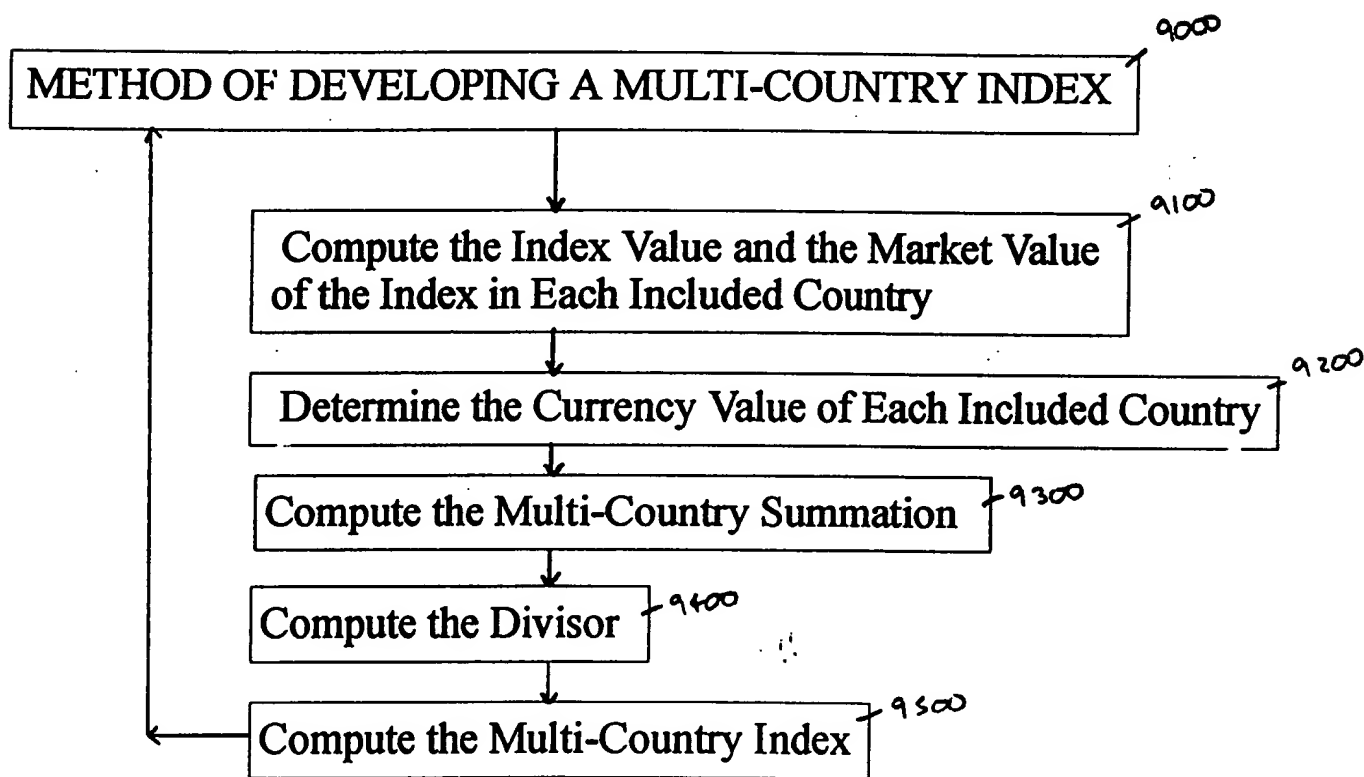 9000
METHOD OF DEVELOPING A MULTI-COUNTRY INDEX
9100
Compute the Index Value and the Market Value
of the Index in Each Included Country
9200
Determine the Currency Value of Each Included Country
Compute the Multi-Country Summation
9300
Compute the Divisor
9400
9500
Compute the Multi-Country Index